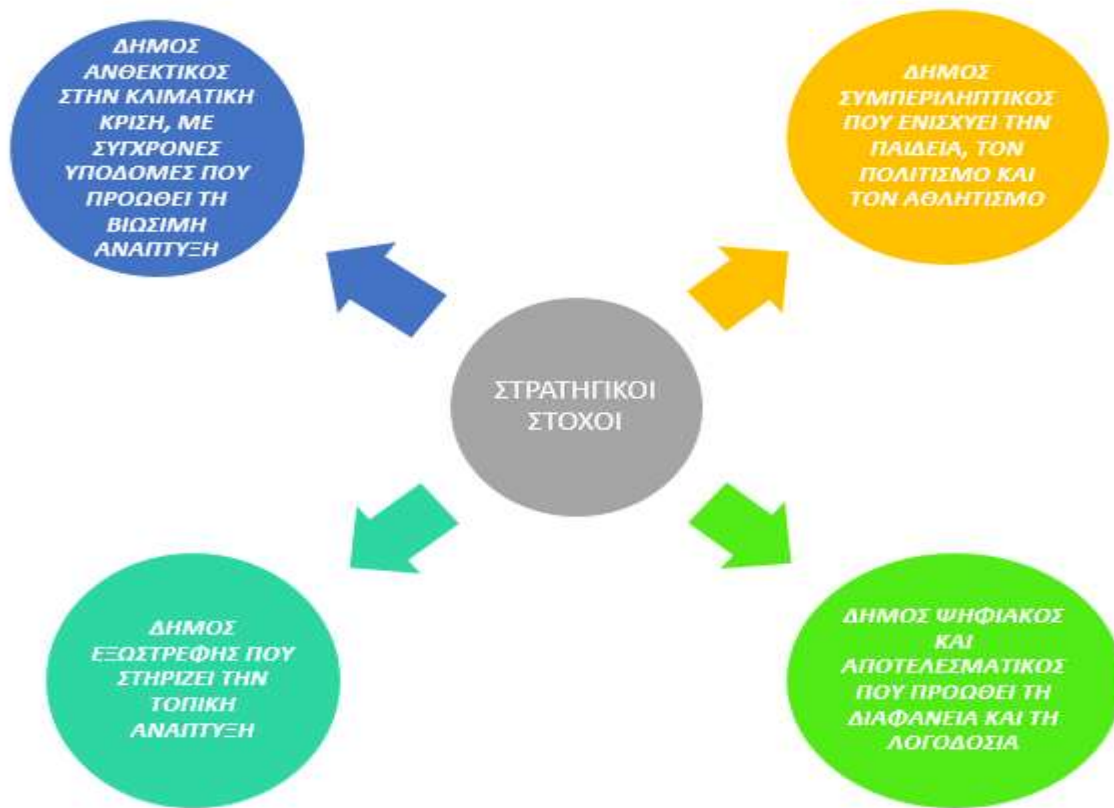 ΔΗΜΟΣ
ΑΝΘΕΚΤΙΚΟΣ
ΣΤΗΝ ΚΛΙΜΑΤΙΚΗ
ΚΡΙΣΗ, ΜΕ
ΣΥΓΧΡΟΝΕΣ
ΥΠΟΔΟΜΕΣ ΠΟΥ
ΠΡΟΩΘΕΙ ΤΗ
ΒΙΩΣΙΜΗ
ΑΝΑΠΤΥΞΗ
ΔΗΜΟΣ
ΣΥΜΠΕΡΙΛΗΠΤΙΚΟΣ
ΠΟΥ ΕΝΙΣΧΥΕΙ ΤΗΝ
ΠΑΙΔΕΙΑ, ΤΟΝ
ΠΟΛΙΤΙΣΜΟ ΚΑΙ
ΤΟΝ ΑΘΛΗΤΙΣΜΟ
ΣΤΡΑΤΗΓΙΚΟΙ
ΣΤΟΧΟΙ
ΔΗΜΟΣ
ΕΞΩΣΤΡΕΦΗΣ ΠΟΥ
ΣΤΗΡΙΖΕΙ ΤΗΝ
ΤΟΠΙΚΗ
ΑΝΑΠΤΥΞΗ
ΔΗΜΟΣ ΨΗΦΙΑΚΟΣ
ΚΑΙ
ΑΠΟΤΕΛΕΣΜΑΤΙΚΟΣ
ΠΟΥ ΠΡΟΩΘΕΙ ΤΗ
ΔΙΑΦΑΝΕΙΑ ΚΑΙ ΤΗ
ΛΟΓΟΔΟΣΙΑ